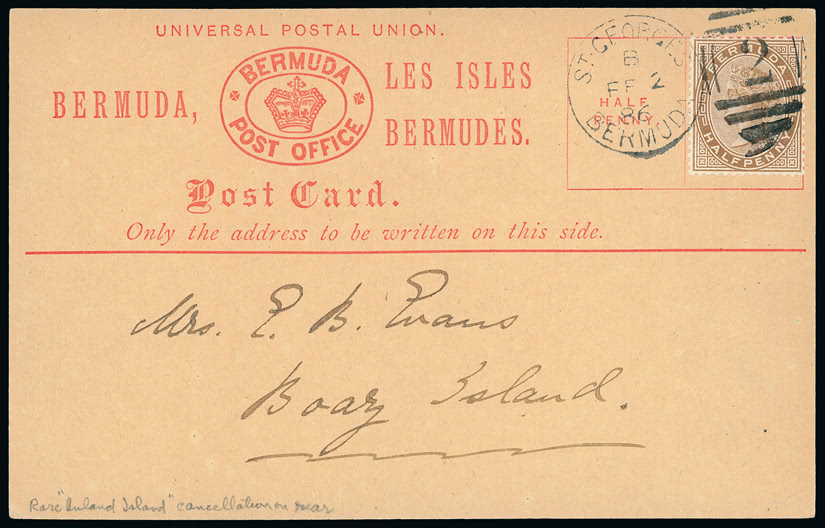 UNIVERSAL POSTAL UNION.
BERMUDA,
BERMUDA
POST OFFICE
LES ISLES
BERMUDES.
Post Card.
Only the address to be written on this side.
HALF
PENNY.
ST. GEORGES
B
FE 2
86
BERMUDA
2
BERMUDA
HALFPENNY
Mrs. E. B. Evans
Boaz Island.
Rare "Inland Island" cancellation on rear